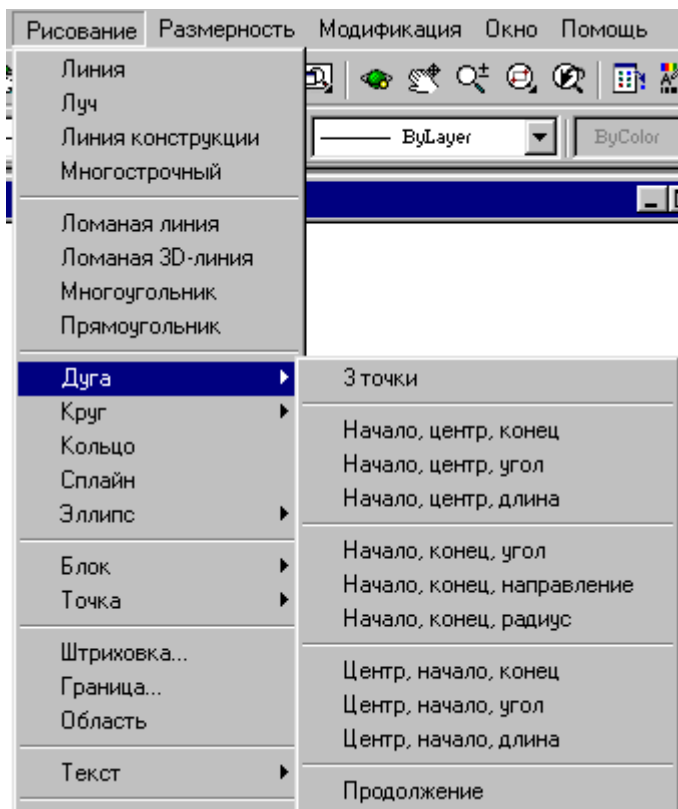 Рисование Размерность Модификация Окно Помощь
ByLayer
ByColor
Линия
Луч
Линия конструкции
Многострочный
Ломаная линия
Ломаная 3D-линия
Многоугольник
Прямоугольник
Дуга
Круг
Кольцо
Сплайн
Эллипс
Блок
Точка
Штриховка...
Граница...
Область
Текст
3 точки
Начало, центр, конец
Начало, центр, угол
Начало, центр, длина
Начало, конец, угол
Начало, конец, направление
Начало, конец, радиус
Центр, начало, конец
Центр, начало, угол
Центр, начало, длина
Продолжение